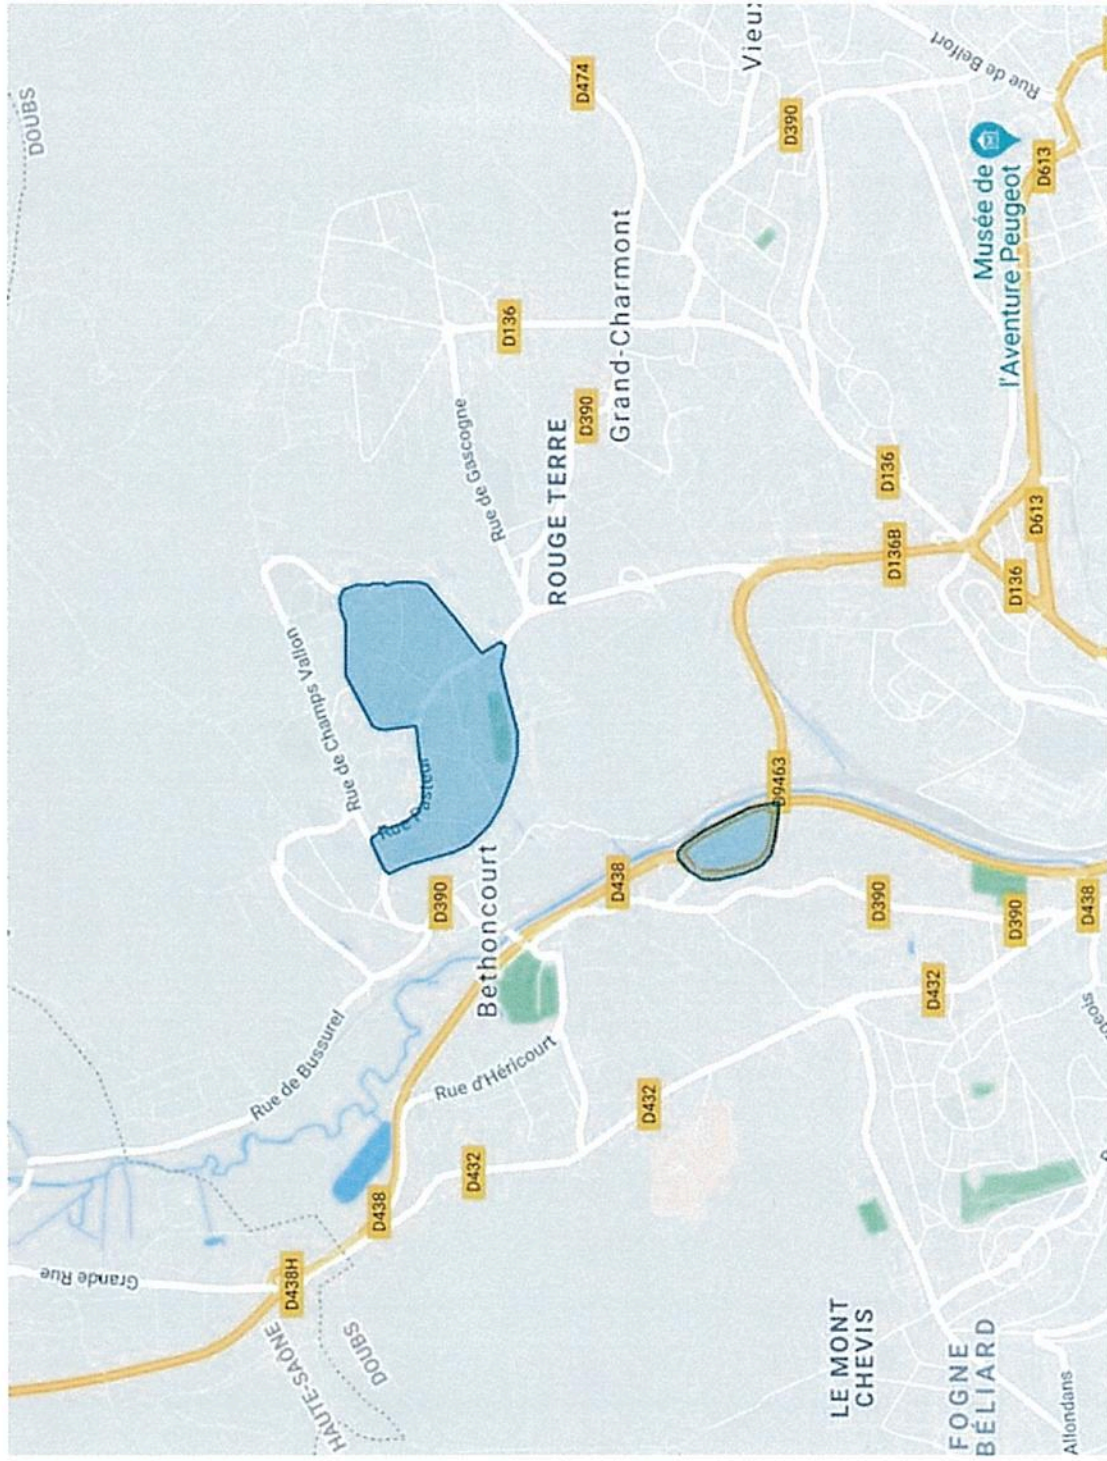 DOUBS
Grande Rue
D438H
HAUTE-SAÔNE
Rue de Bussurel
Rue de Champs Vallon
DOUBS
D438
Rue Pasteur
D390
D432
Rue de Gascogne
Bethoncourt
Rue d'Héricourt
D136
ROUGE TERRE
D474
D390
D438
Grand-Charmont
D432
Vieu
D9463
D390
LE MONT
CHEVIS
D390
D136
D136B
D432
FOGNE
BÉLIARD
Rue de Belfort
Musée de
l'Aventure Peugeot
D390
D136
D613
D613
Allondans
D438
geois